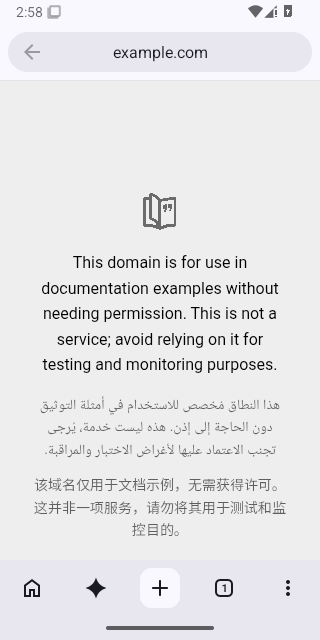 2:58
example.com
This domain is for use in
documentation examples without
needing permission. This is not a
service; avoid relying on it for
testing and monitoring purposes.
هذا النطاق مُخصص للاستخدام في أمثلة التوثيق
دون الحاجة إلى إذن. هذه ليست خدمة، يُرجى
تجنب الاعتماد عليها لأغراض الاختبار والمراقبة.
该域名仅用于文档示例，无需获得许可。
这并非一项服务，请勿将其用于测试和监
控目的。
1